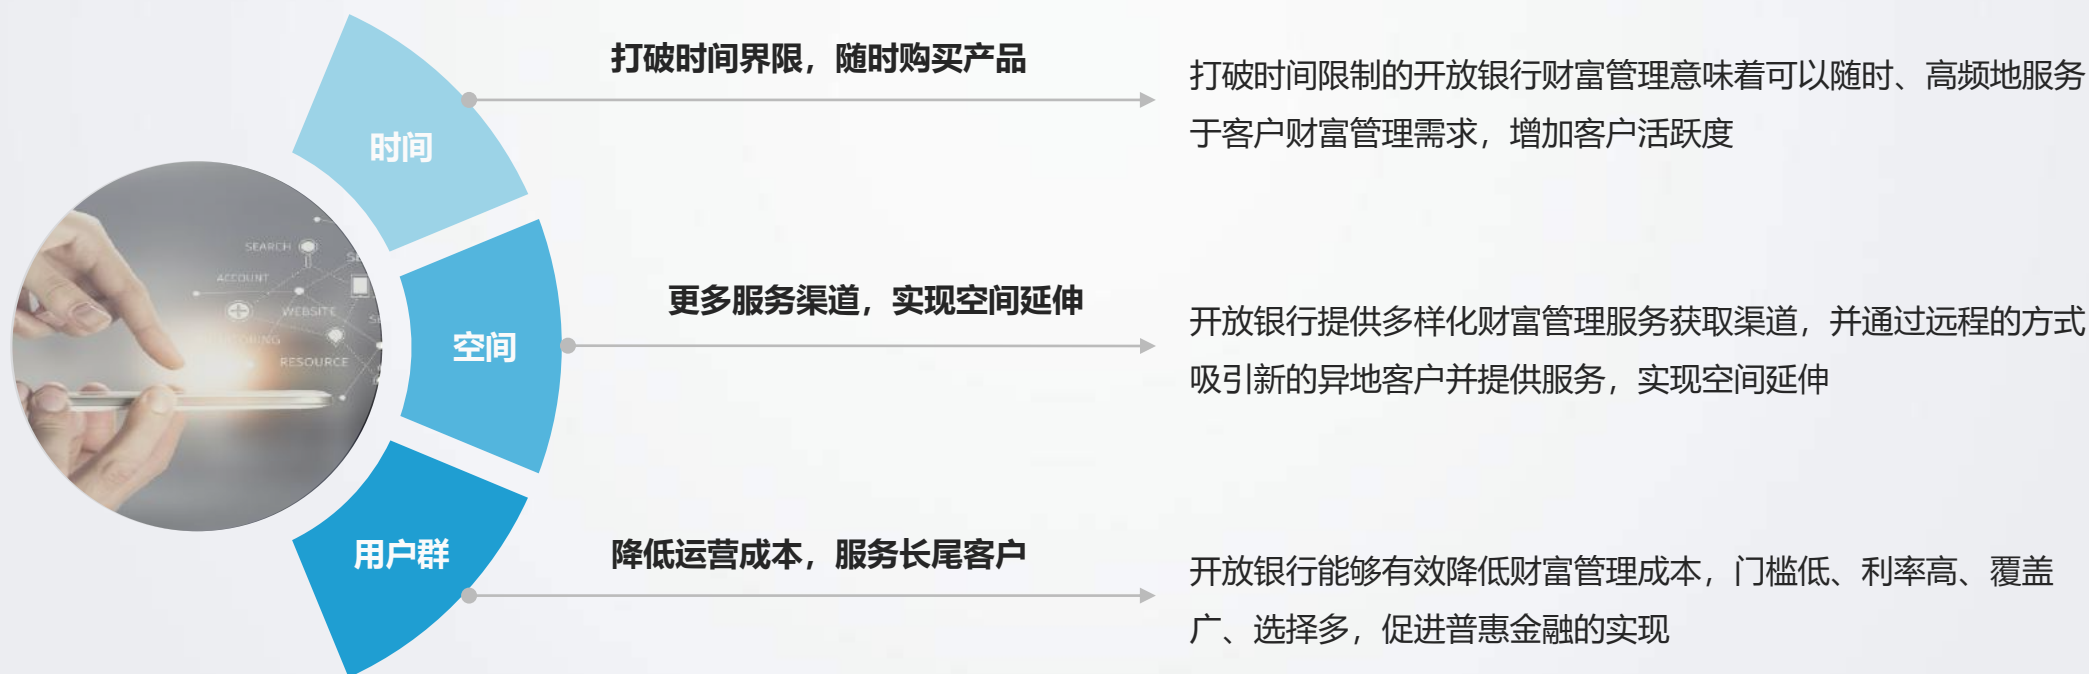 打破时间界限，随时购买产品
打破时间限制的开放银行财富管理意味着可以随时、高频地服务
于客户财富管理需求，增加客户活跃度
时间
SEARCH
ACCOUNT
WEBSITE
RESOURCE
更多服务渠道，实现空间延伸
开放银行提供多样化财富管理服务获取渠道，并通过远程的方式
吸引新的异地客户并提供服务，实现空间延伸
空间
降低运营成本，服务长尾客户
开放银行能够有效降低财富管理成本，门槛低、利率高、覆盖
广、选择多，促进普惠金融的实现
用户群